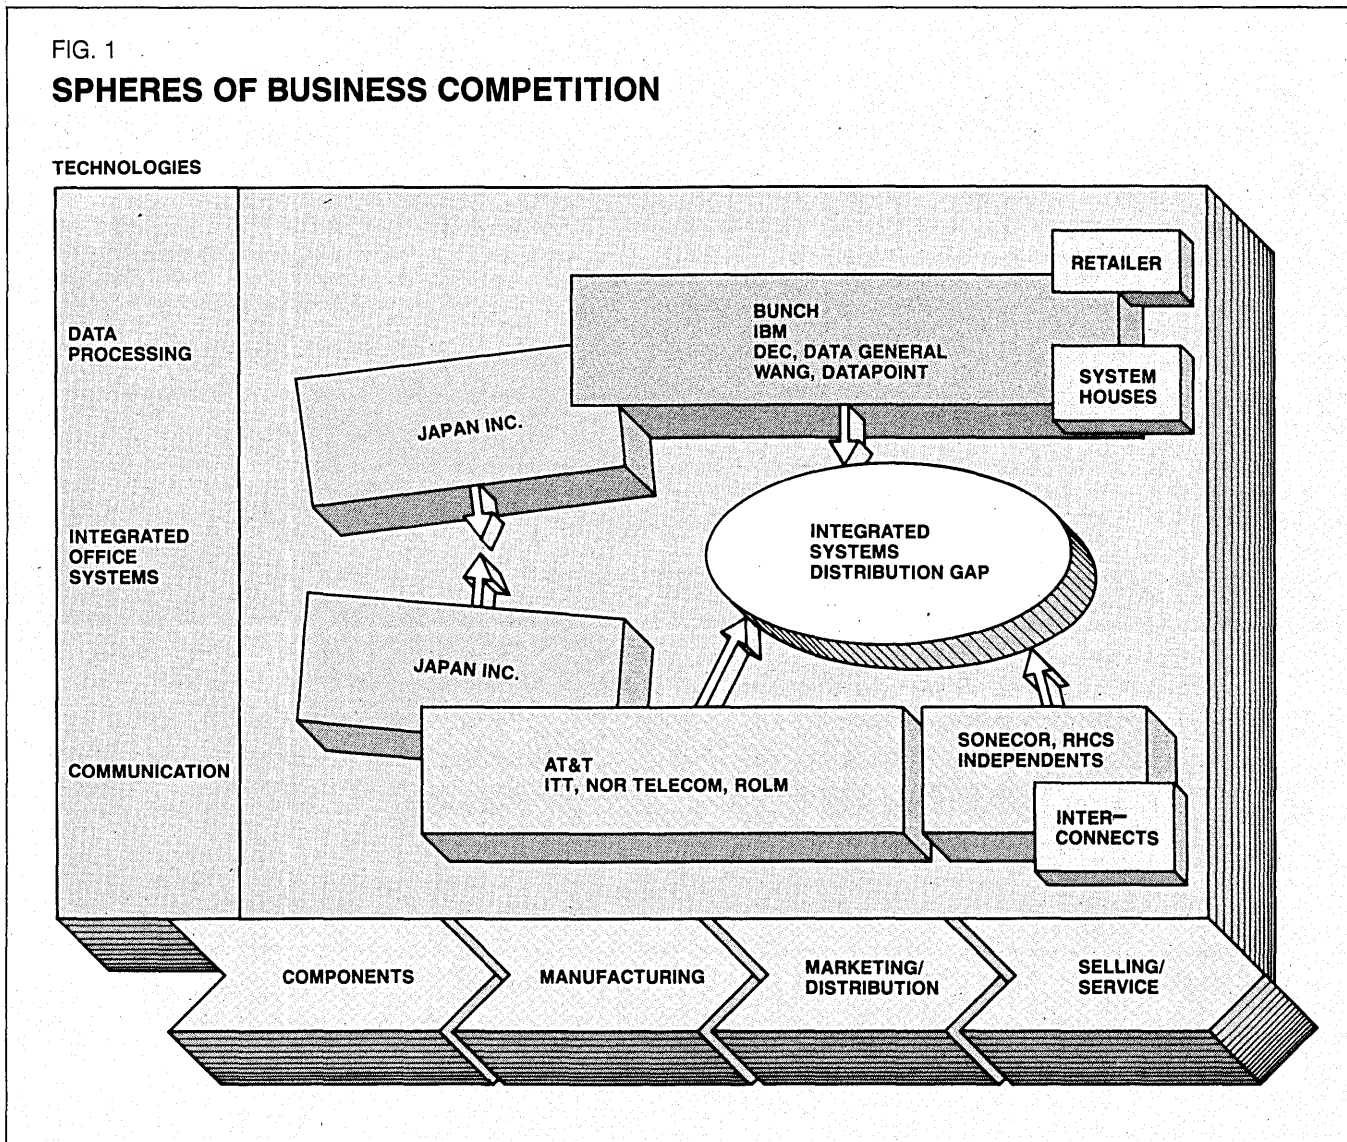 FIG. 1
SPHERES OF BUSINESS COMPETITION
TECHNOLOGIES
RETAILER
BUNCH
IBM
DEC, DATA GENERAL
WANG, DATAPOINT
DATA
PROCESSING
SYSTEM
HOUSES
JAPAN INC.
INTEGRATED
OFFICE
SYSTEMS
INTEGRATED
SYSTEMS
DISTRIBUTION GAP
JAPAN INC.
COMMUNICATION
AT&T
ITT, NOR TELECOM, ROLM
SONECOR, RHCS
INDEPENDENTS
INTER-
CONNECTS
COMPONENTS
MANUFACTURING
MARKETING/
DISTRIBUTION
SELLING/
SERVICE